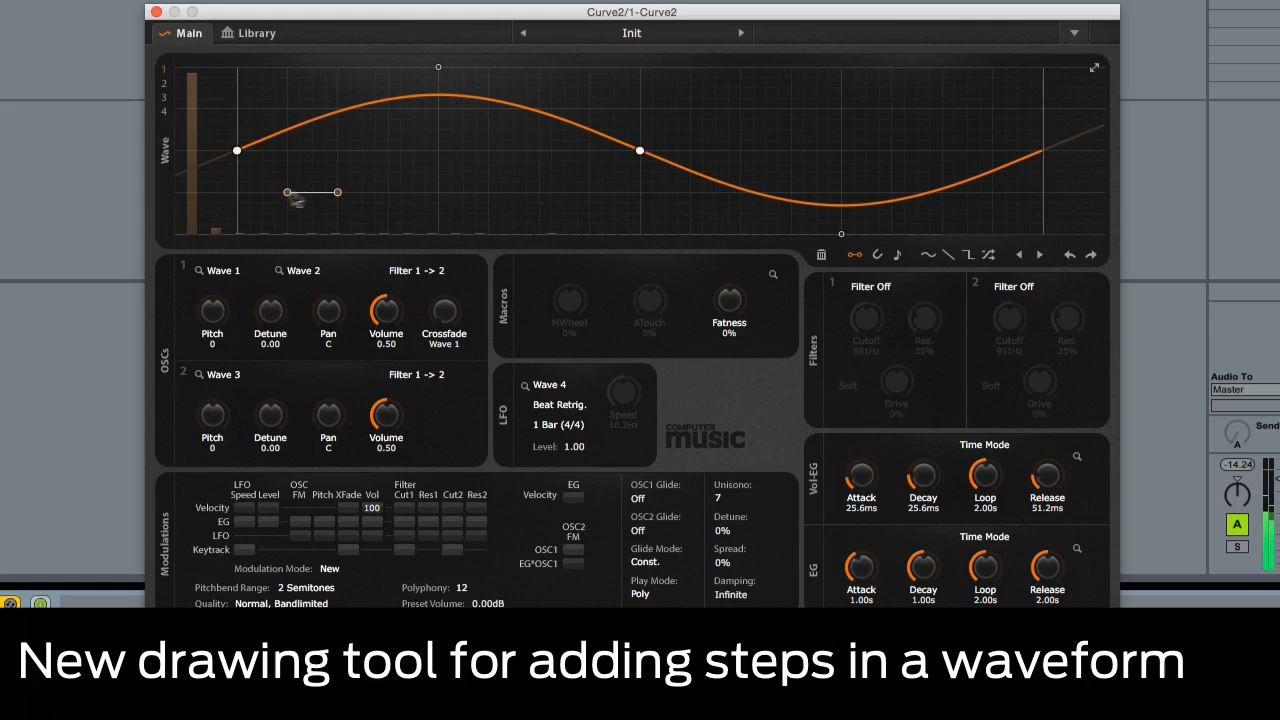 Curve2/1-Curve2
Main
Library
Init
1
2
3
4
Wave
1
Wave 1
Wave 2
Filter 1 -> 2
Pitch
0
Detune
0.00
Pan
C
Volume
0.50
Crossfade
Wave 1
OSCs
2
Wave 3
Filter 1 -> 2
Pitch
0
Detune
0.00
Pan
C
Volume
0.50
Macros
MWheel
0%
ATouch
0%
Fatness
0%
LFO
Wave 4
Beat Retrig.
1 Bar (4/4)
Level: 1.00
Speed
10.2Hz
COMPUTER
music
Filters
1
Filter Off
Cutoff
951Hz
Res.
25%
Soft
Drive
0%
2
Filter Off
Cutoff
951Hz
Res.
25%
Soft
Drive
0%
Vol-EG
Time Mode
Attack
25.6ms
Decay
25.6ms
Loop
2.00s
Release
51.2ms
EG
Time Mode
Attack
1.00s
Decay
1.00s
Loop
2.00s
Release
2.00s
Modulations
LFO OSC Filter
Speed Level FM Pitch XFade Vol Cut1 Res1 Cut2 Res2
Velocity 100
EG
LFO
Keytrack
Modulation Mode: New
Pitchbend Range: 2 Semitones
Polyphony: 12
Quality: Normal, Bandlimited
Preset Volume: 0.00dB
EG
Velocity
OSC2
FM
OSC1
EG*OSC1
OSC1 Glide:
Off
OSC2 Glide:
Off
Glide Mode:
Const.
Play Mode:
Poly
Unisono:
7
Detune:
0%
Spread:
0%
Damping:
Infinite
Audio To
Master
Send
A
-14.24
A
S
New drawing tool for adding steps in a waveform